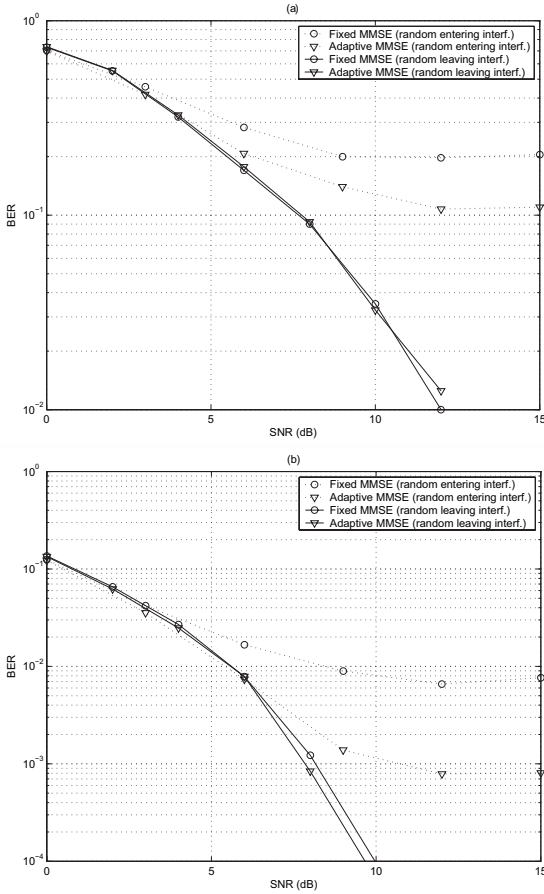 (a)
10^0
10^-1
10^-2
BER
Fixed MMSE (random entering interf.)
Adaptive MMSE (random entering interf.)
Fixed MMSE (random leaving interf.)
Adaptive MMSE (random leaving interf.)
0 5 10 15
SNR (dB)
(b)
10^0
10^-1
10^-2
10^-3
10^-4
BER
Fixed MMSE (random entering interf.)
Adaptive MMSE (random entering interf.)
Fixed MMSE (random leaving interf.)
Adaptive MMSE (random leaving interf.)
0 5 10 15
SNR (dB)